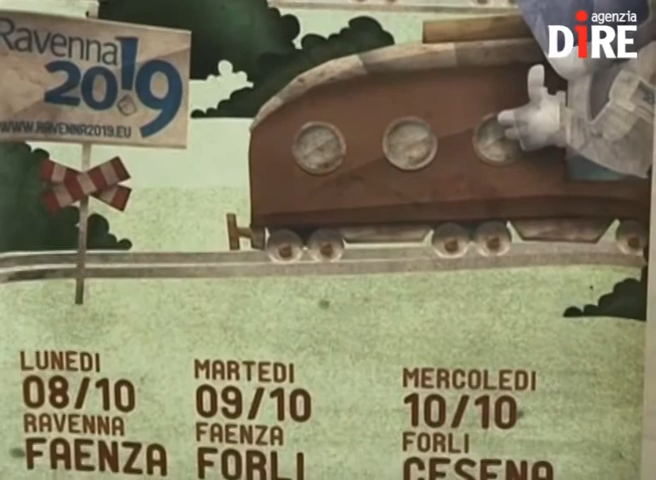 agenzia
DiRE
Ravenna
2019
WWW.RAVENNA2019.EU
LUNEDI
08/10
RAVENNA
FAENZA
MARTEDI
09/10
FAENZA
FORLI
MERCOLEDI
10/10
FORLI
CESENA